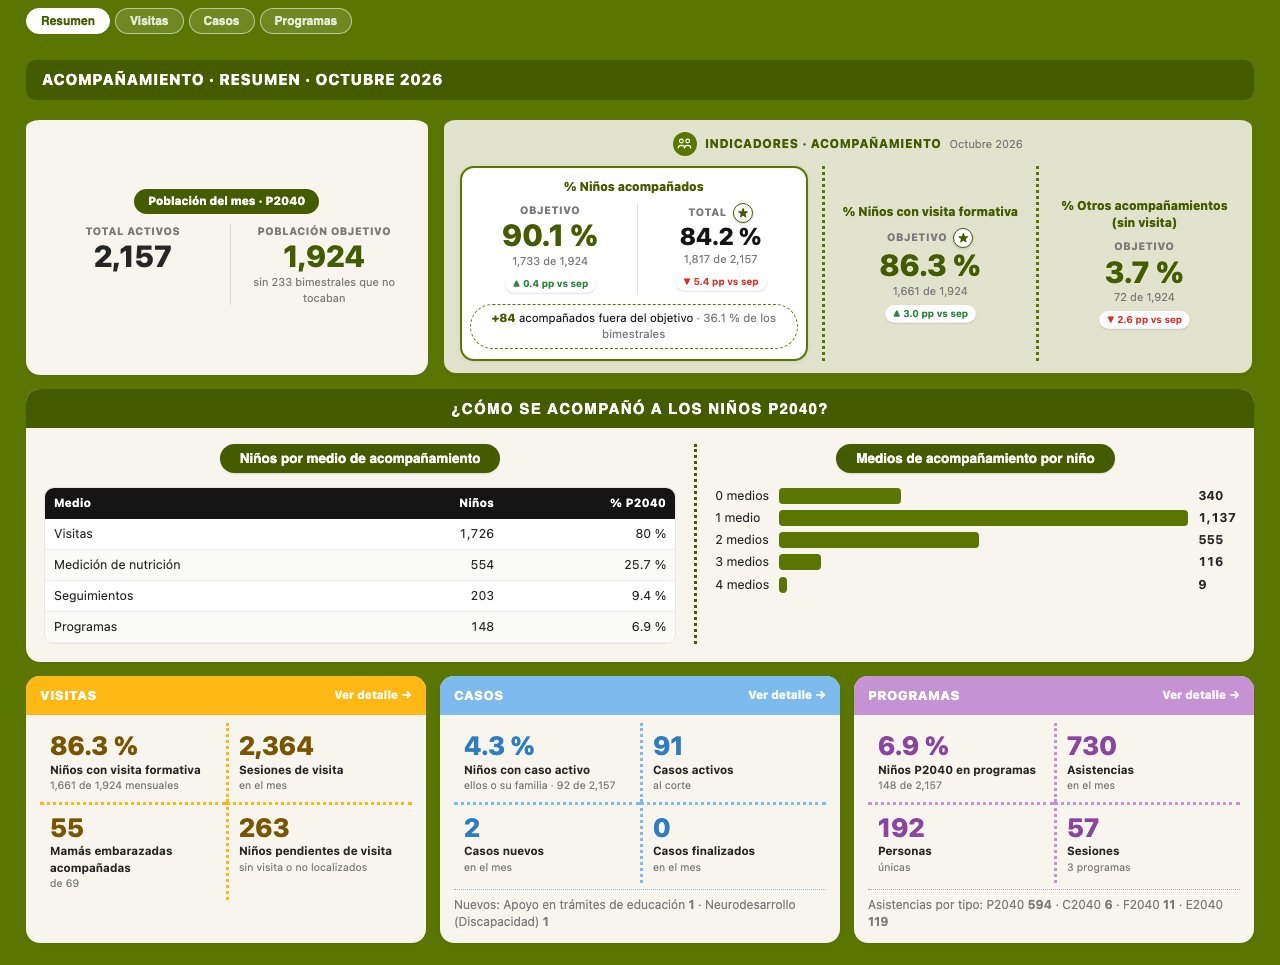 Resumen
Visitas
Casos
Programas
ACOMPAÑAMIENTO · RESUMEN · OCTUBRE 2026
Población del mes · P2040
TOTAL ACTIVOS
2,157
POBLACIÓN OBJETIVO
1,924
sin 233 bimestrales que no
tocaban
INDICADORES · ACOMPAÑAMIENTO Octubre 2026
% Niños acompañados
OBJETIVO
90.1 %
1,733 de 1,924
▲ 0.4 pp vs sep
TOTAL ★
84.2 %
1,817 de 2,157
▼ 5.4 pp vs sep
+84 acompañados fuera del objetivo · 36.1 % de los
bimestrales
% Niños con visita formativa
OBJETIVO ★
86.3 %
1,661 de 1,924
▲ 3.0 pp vs sep
% Otros acompañamientos
(sin visita)
OBJETIVO
3.7 %
72 de 1,924
▼ 2.6 pp vs sep
¿CÓMO SE ACOMPAÑÓ A LOS NIÑOS P2040?
Niños por medio de acompañamiento
Medio Niños % P2040
Visitas 1,726 80 %
Medición de nutrición 554 25.7 %
Seguimientos 203 9.4 %
Programas 148 6.9 %
Medios de acompañamiento por niño
0 medios 340
1 medio 1,137
2 medios 555
3 medios 116
4 medios 9
VISITAS Ver detalle →
86.3 %
Niños con visita formativa
1,661 de 1,924 mensuales
2,364
Sesiones de visita
en el mes
55
Mamás embarazadas
acompañadas
de 69
263
Niños pendientes de visita
sin visita o no localizados
CASOS Ver detalle →
4.3 %
Niños con caso activo
ellos o su familia · 92 de 2,157
91
Casos activos
al corte
2
Casos nuevos
en el mes
0
Casos finalizados
en el mes
Nuevos: Apoyo en trámites de educación 1 · Neurodesarrollo
(Discapacidad) 1
PROGRAMAS Ver detalle →
6.9 %
Niños P2040 en programas
148 de 2,157
730
Asistencias
en el mes
192
Personas
únicas
57
Sesiones
3 programas
Asistencias por tipo: P2040 594 · C2040 6 · F2040 11 · E2040
119